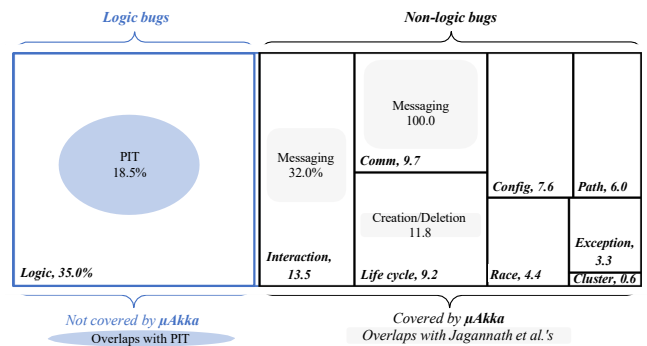 Logic bugs
Non-logic bugs
PIT
18.5%
Logic, 35.0%
Messaging
32.0%
Interaction,
13.5
Messaging
100.0
Comm, 9.7
Creation/Deletion
11.8
Life cycle, 9.2
Config, 7.6
Path, 6.0
Race, 4.4
Exception,
3.3
Cluster, 0.6
Not covered by µAkka
Overlaps with PIT
Covered by µAkka
Overlaps with Jagannath et al.'s